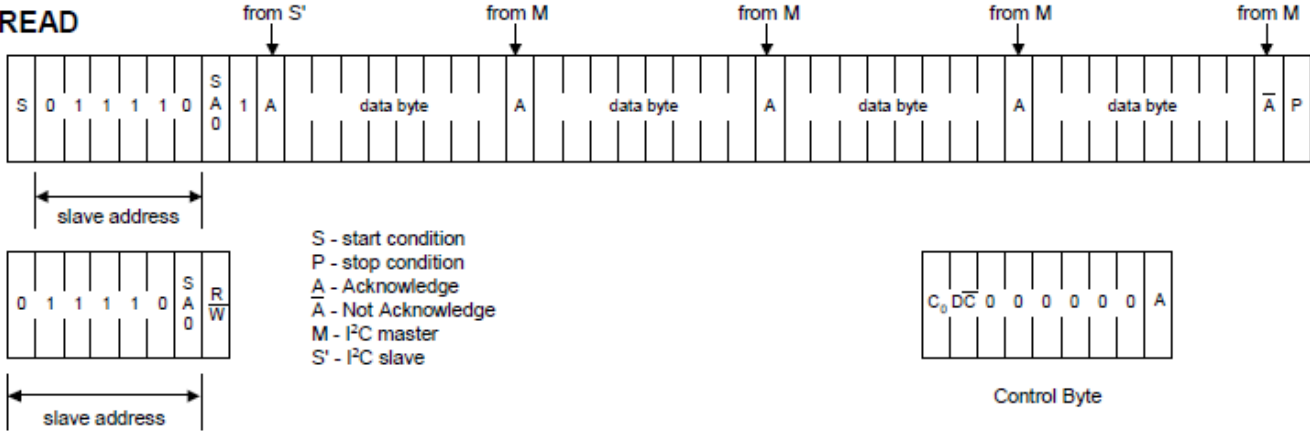 READ
from S' from M from M from M from M
S 0 1 1 1 1 0 SA0 1 A data byte A data byte A data byte A data byte A̅ P
slave address
S - start condition
P - stop condition
A - Acknowledge
A̅ - Not Acknowledge
M - I²C master
S' - I²C slave
0 1 1 1 1 0 SA0 R/W̅
slave address
C₀ DC̅ 0 0 0 0 0 0 A
Control Byte